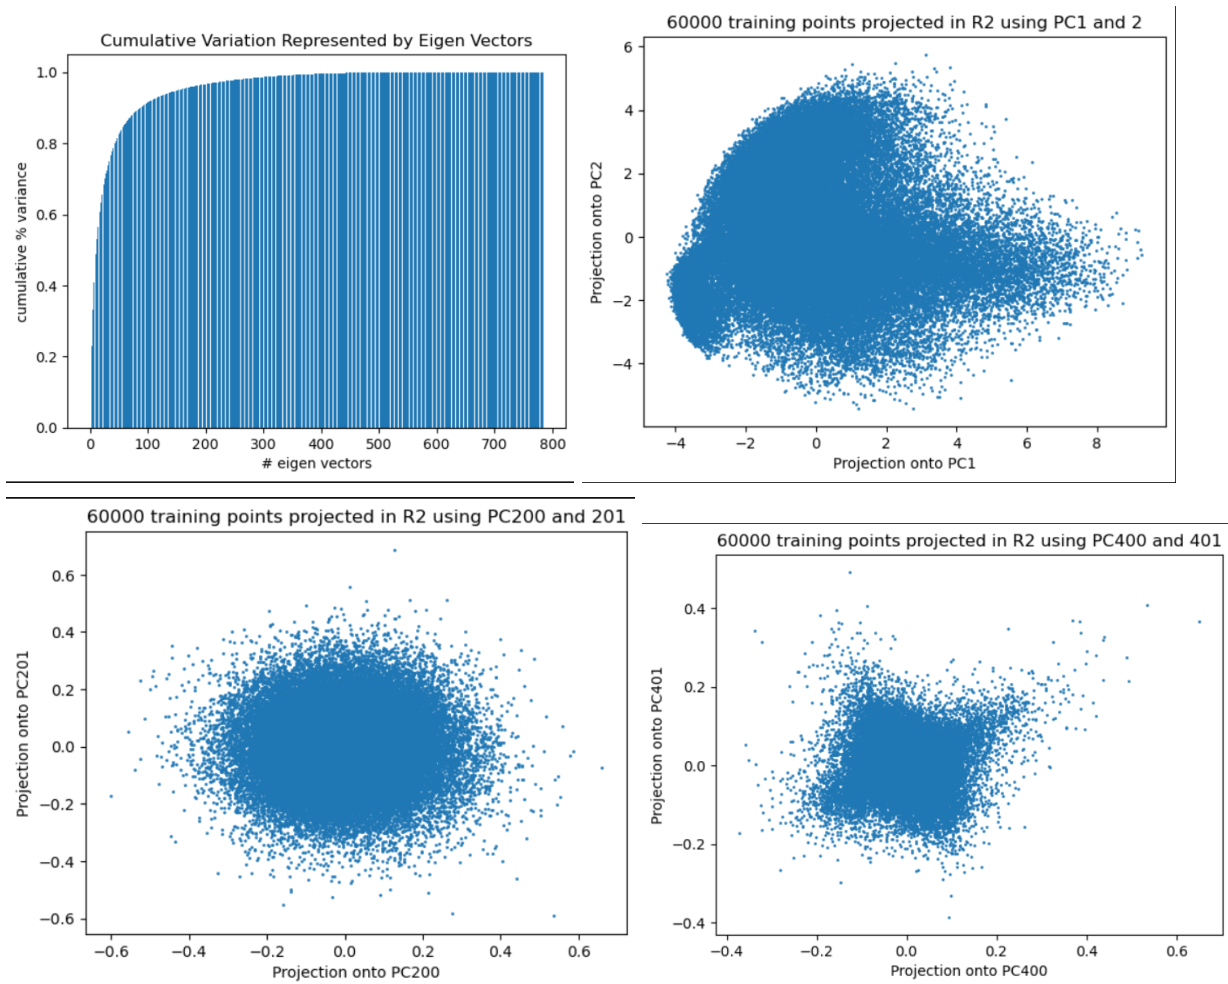 Cumulative Variation Represented by Eigen Vectors
1.0
0.8
0.6
0.4
0.2
0.0
cumulative % variance
0 100 200 300 400 500 600 700 800
# eigen vectors
60000 training points projected in R2 using PC1 and 2
6
4
2
0
−2
−4
Projection onto PC2
−4 −2 0 2 4 6 8
Projection onto PC1
60000 training points projected in R2 using PC200 and 201
0.6
0.4
0.2
0.0
−0.2
−0.4
−0.6
Projection onto PC201
−0.6 −0.4 −0.2 0.0 0.2 0.4 0.6
Projection onto PC200
60000 training points projected in R2 using PC400 and 401
0.4
0.2
0.0
−0.2
−0.4
Projection onto PC401
−0.4 −0.2 0.0 0.2 0.4 0.6
Projection onto PC400